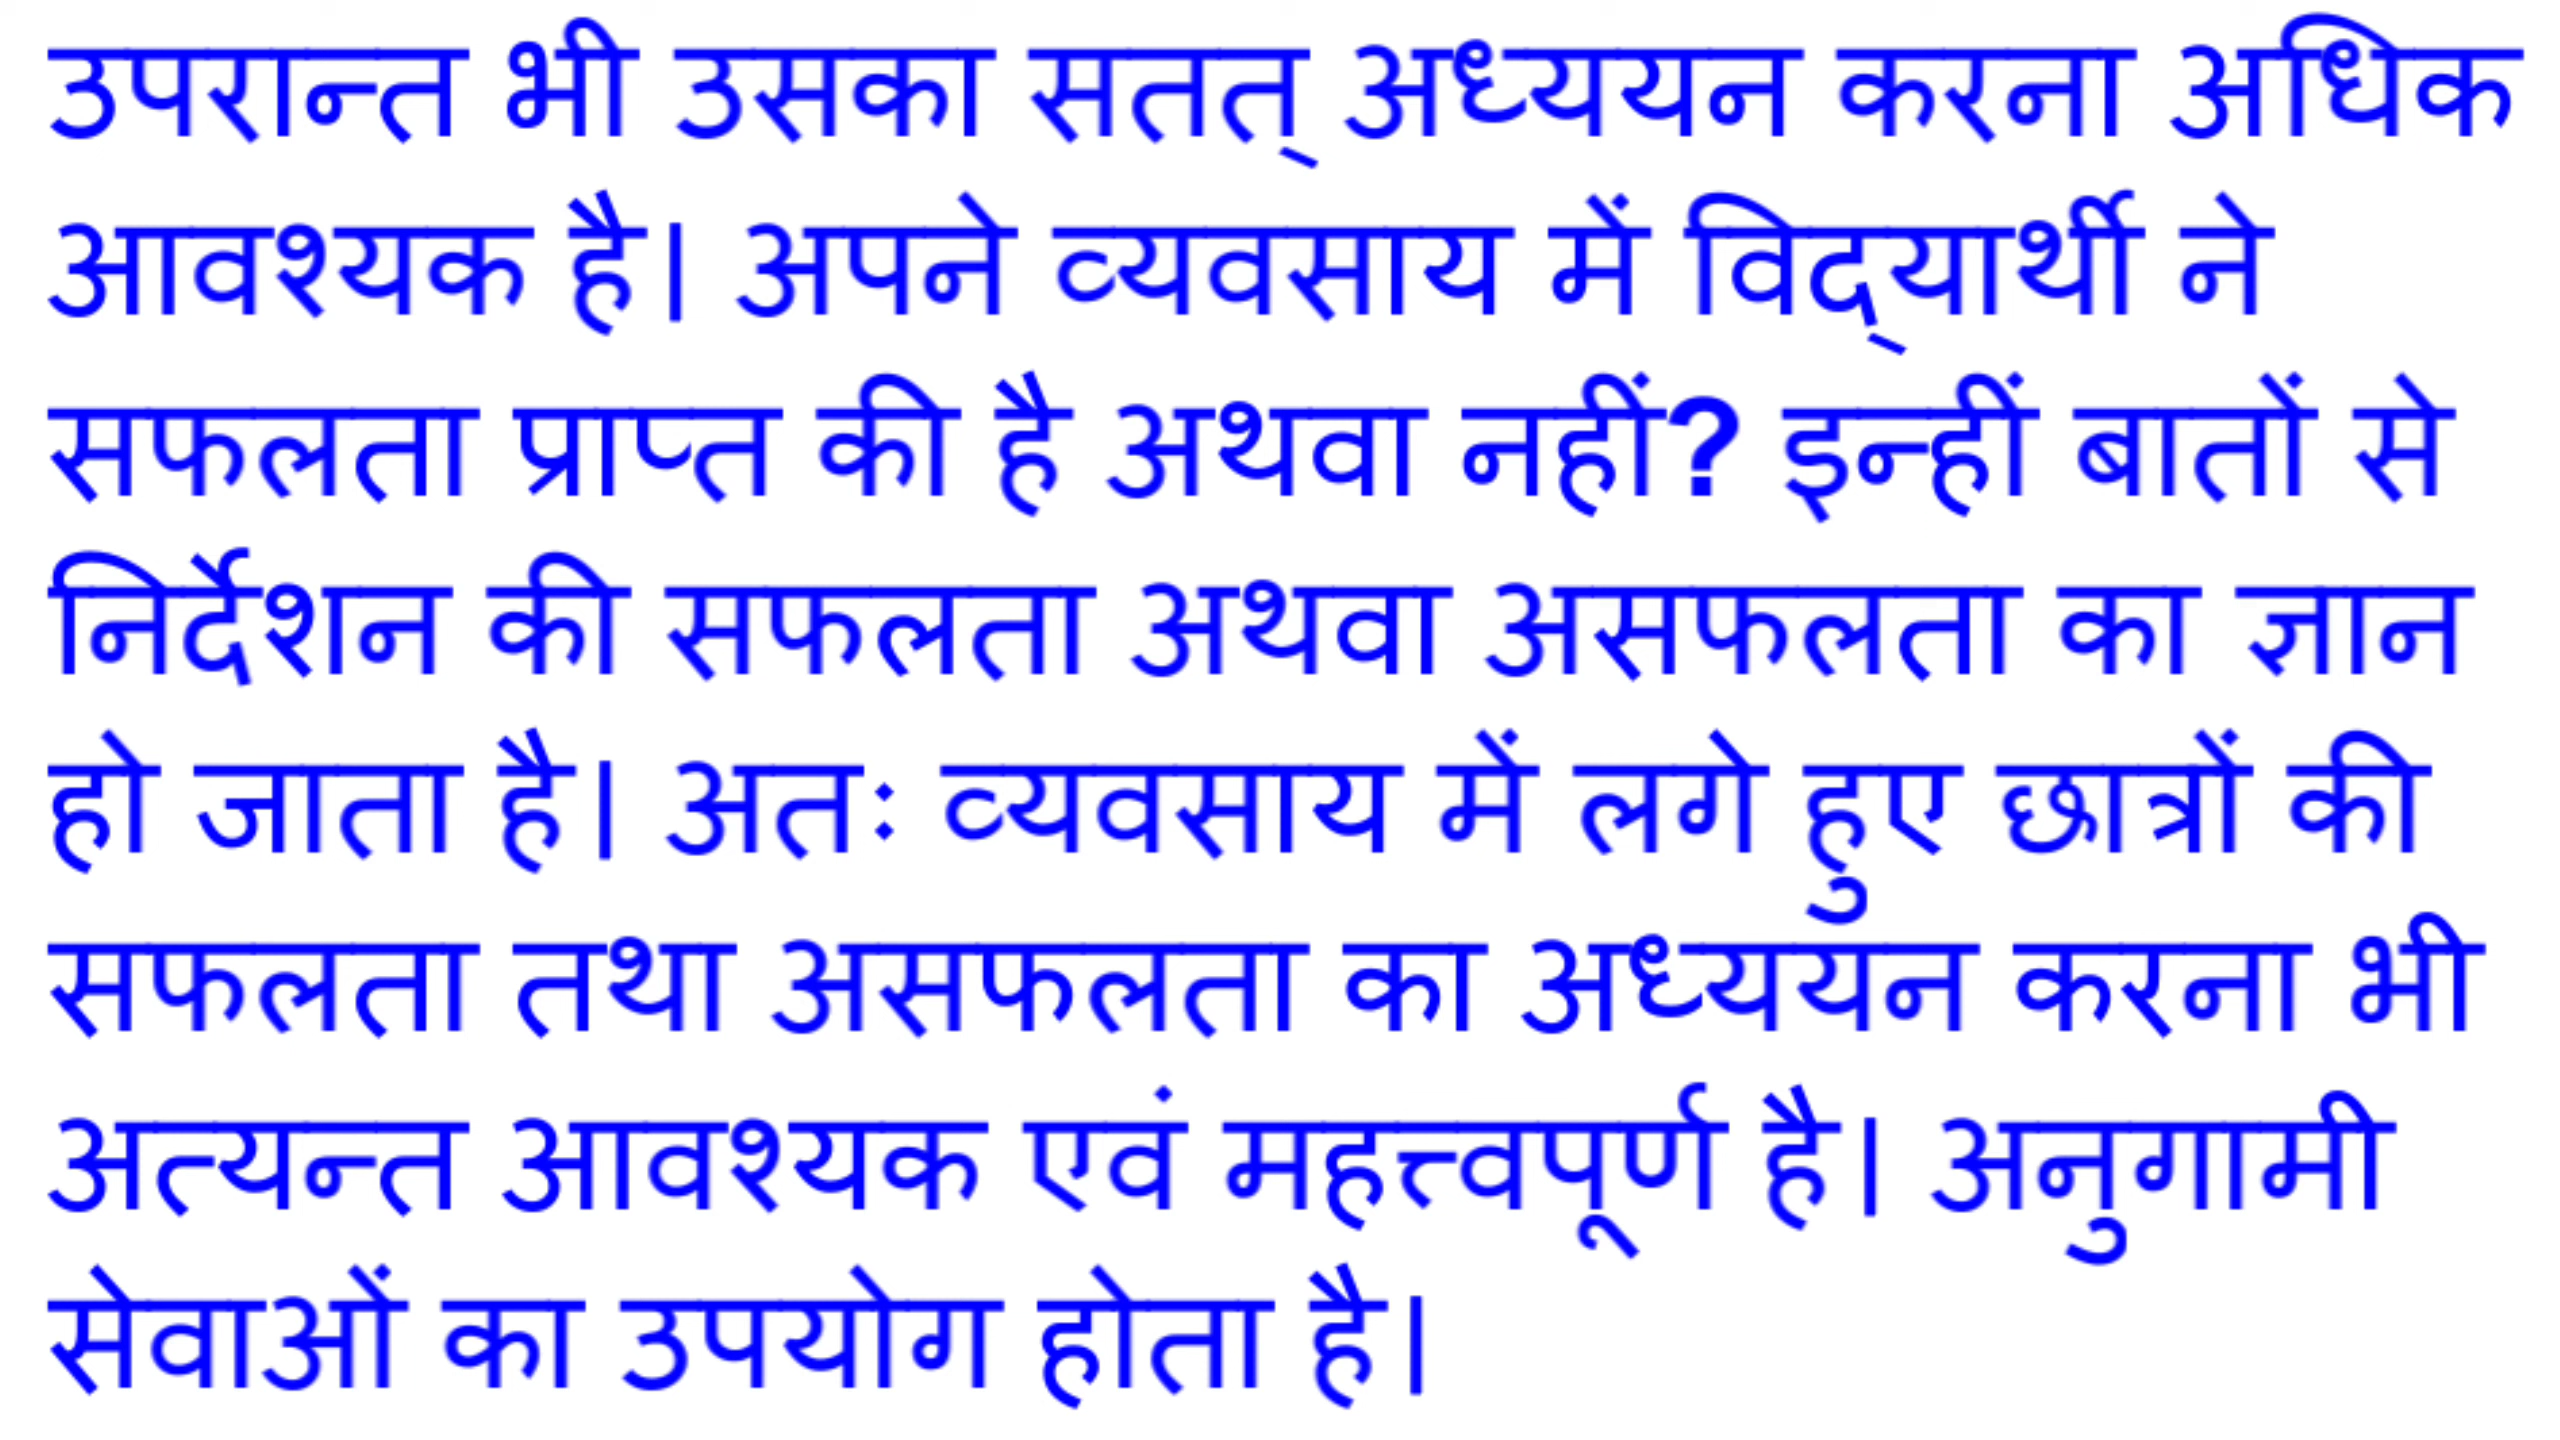 उपरान्त भी उसका सतत् अध्ययन करना अधिक
आवश्यक है। अपने व्यवसाय में विद्‌यार्थी ने
सफलता प्राप्त की है अथवा नहीं? इन्हीं बातों से
निर्देशन की सफलता अथवा असफलता का ज्ञान
हो जाता है। अतः व्यवसाय में लगे हुए छात्रों की
सफलता तथा असफलता का अध्ययन करना भी
अत्यन्त आवश्यक एवं महत्त्वपूर्ण है। अनुगामी
सेवाओं का उपयोग होता है।